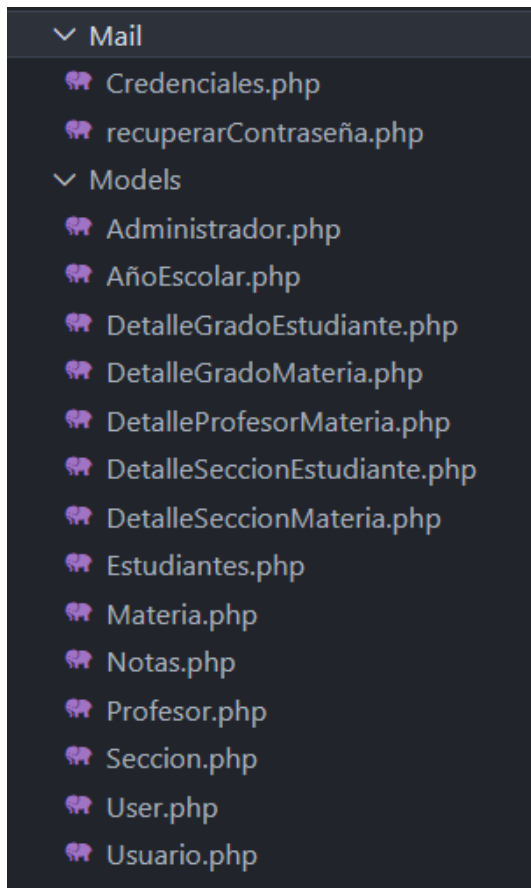 Mail
Credenciales.php
recuperarContraseña.php
Models
Administrador.php
AñoEscolar.php
DetalleGradoEstudiante.php
DetalleGradoMateria.php
DetalleProfesorMateria.php
DetalleSeccionEstudiante.php
DetalleSeccionMateria.php
Estudiantes.php
Materia.php
Notas.php
Profesor.php
Seccion.php
User.php
Usuario.php